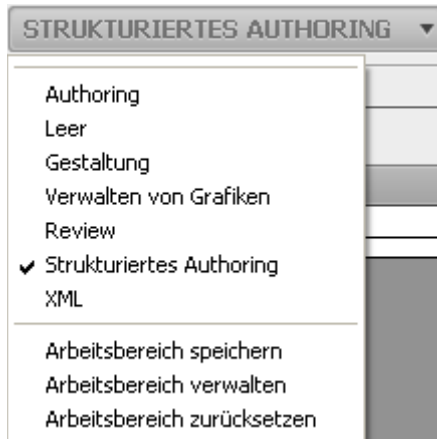 STRUKTURIERTES AUTHORING
Authoring
Leer
Gestaltung
Verwalten von Grafiken
Review
Strukturiertes Authoring
XML
Arbeitsbereich speichern
Arbeitsbereich verwalten
Arbeitsbereich zurücksetzen